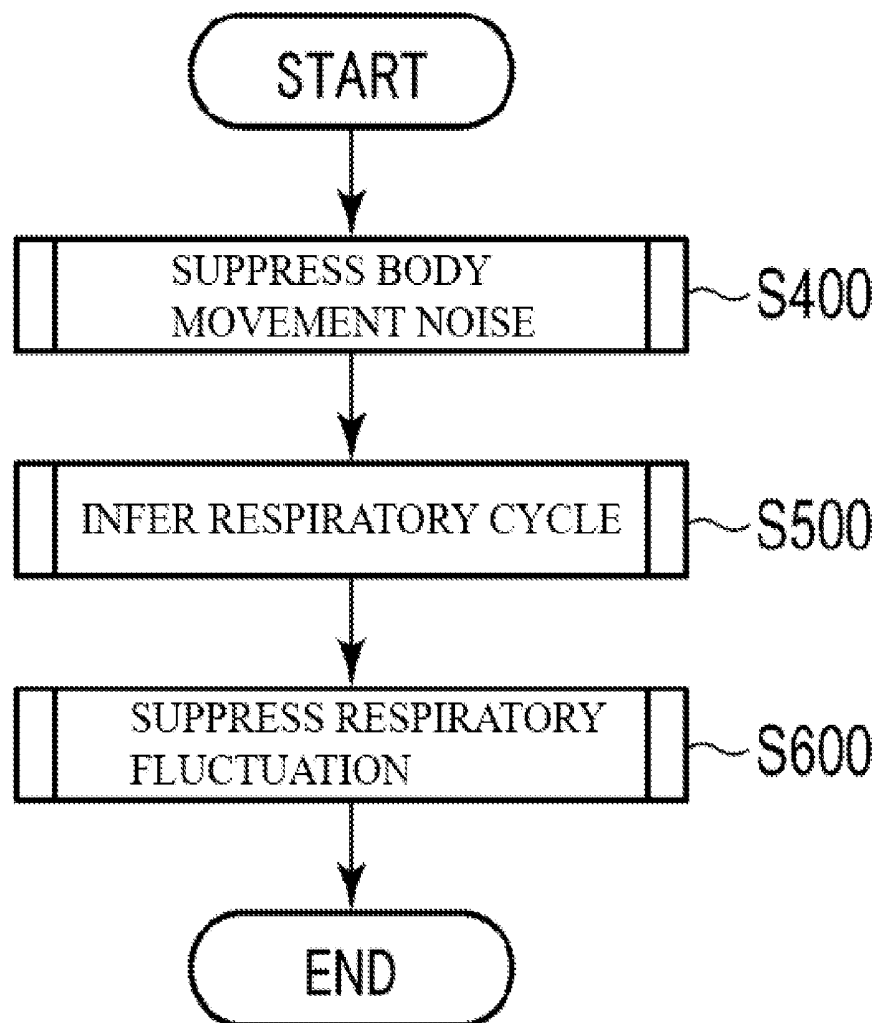 START
SUPPRESS BODY
MOVEMENT NOISE
S400
INFER RESPIRATORY CYCLE
S500
SUPPRESS RESPIRATORY
FLUCTUATION
S600
END